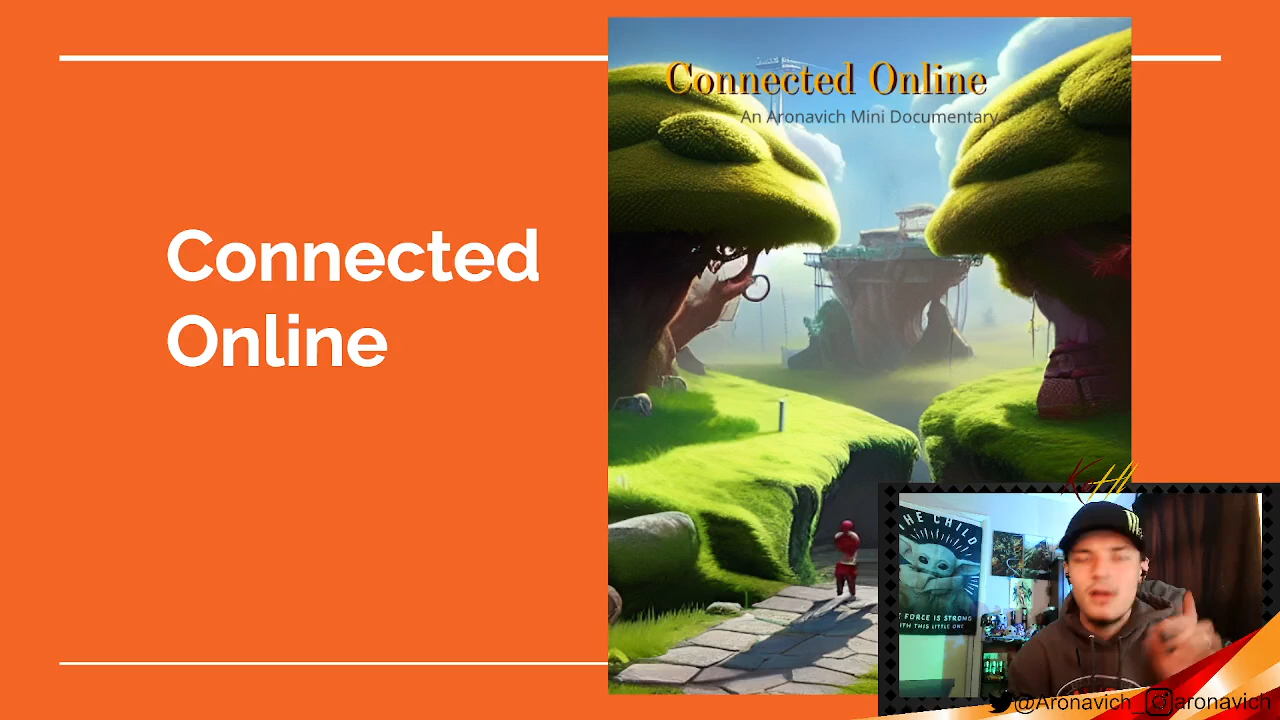 Connected Online
An Aronavich Mini Documentary
Connected
Online
KotH
THE CHILD
FORCE IS STRONG
WITH THIS LITTLE ONE
@Aronavich_
aronavich